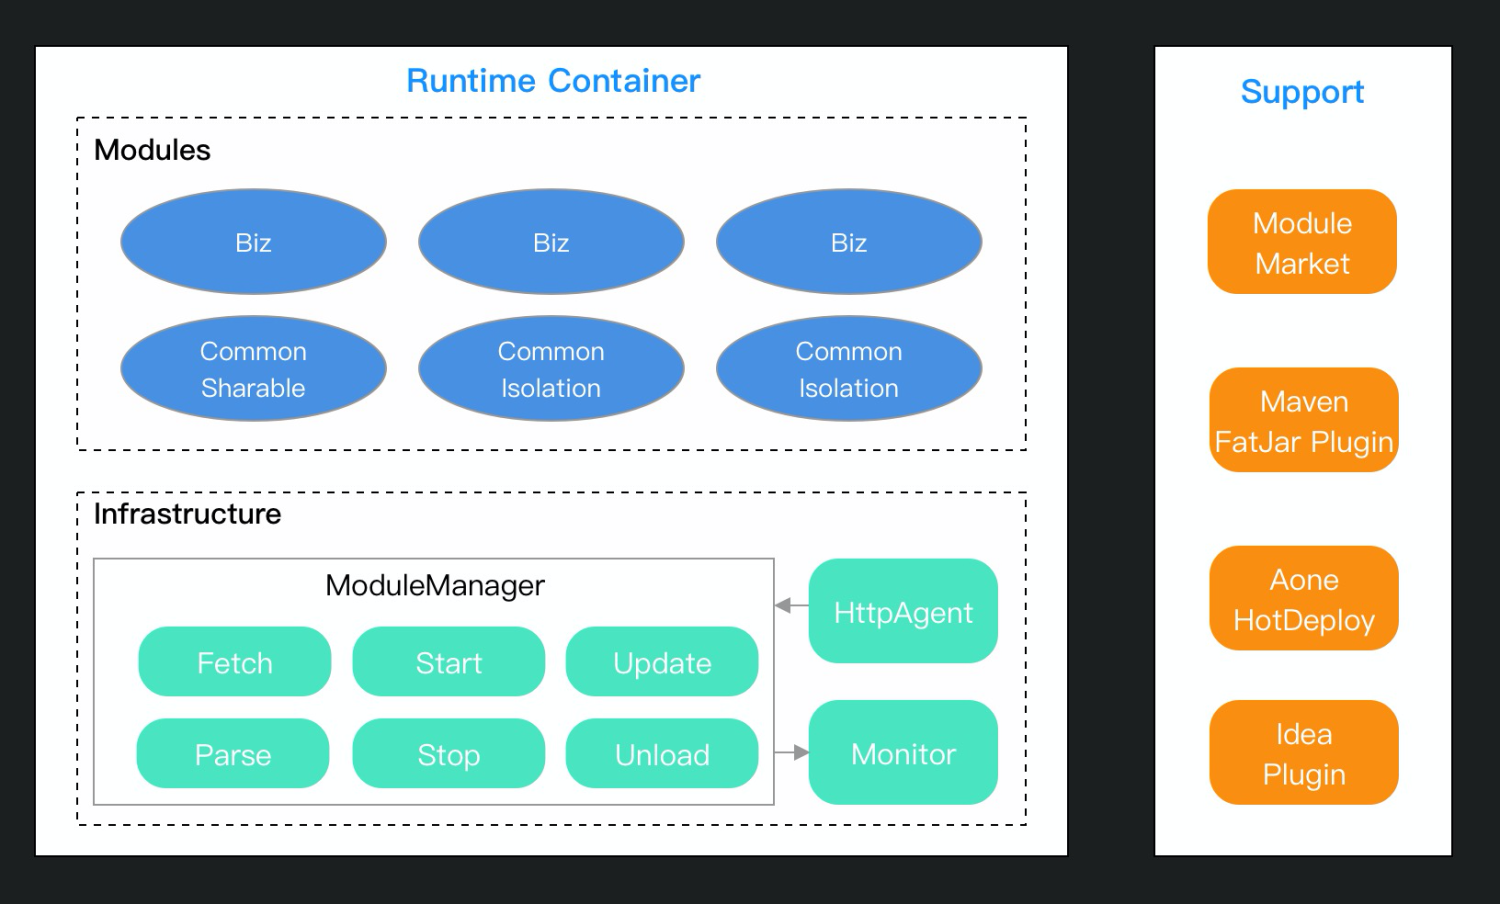 Runtime Container
Modules
Biz
Biz
Biz
Common
Sharable
Common
Isolation
Common
Isolation
Infrastructure
ModuleManager
Fetch
Start
Update
Parse
Stop
Unload
HttpAgent
Monitor
Support
Module
Market
Maven
FatJar Plugin
Aone
HotDeploy
Idea
Plugin